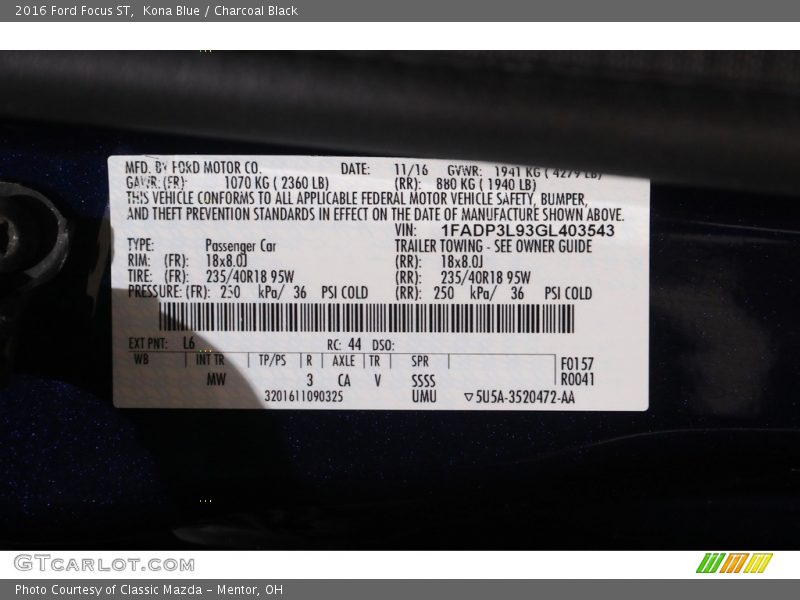 2016 Ford Focus ST, Kona Blue / Charcoal Black
MFD. BY FORD MOTOR CO. DATE: 11/16 GVWR: 1941 KG ( 4279 LB)
GAWR: (FR): 1070 KG ( 2360 LB) (RR): 880 KG ( 1940 LB)
THIS VEHICLE CONFORMS TO ALL APPLICABLE FEDERAL MOTOR VEHICLE SAFETY, BUMPER,
AND THEFT PREVENTION STANDARDS IN EFFECT ON THE DATE OF MANUFACTURE SHOWN ABOVE.
VIN: 1FADP3L93GL403543
TYPE: Passenger Car TRAILER TOWING - SEE OWNER GUIDE
RIM: (FR): 18x8.0J (RR): 18x8.0J
TIRE: (FR): 235/40R18 95W (RR): 235/40R18 95W
PRESSURE: (FR): 250 kPa/ 36 PSI COLD (RR): 250 kPa/ 36 PSI COLD
EXT PNT: L6 RC: 44 DSO:
WB INT TR TP/PS R AXLE TR SPR F0157
MW 3 CA V SSSS R0041
3201611090325 UMU ▽5U5A-3520472-AA
GTCARLOT.COM
Photo Courtesy of Classic Mazda - Mentor, OH